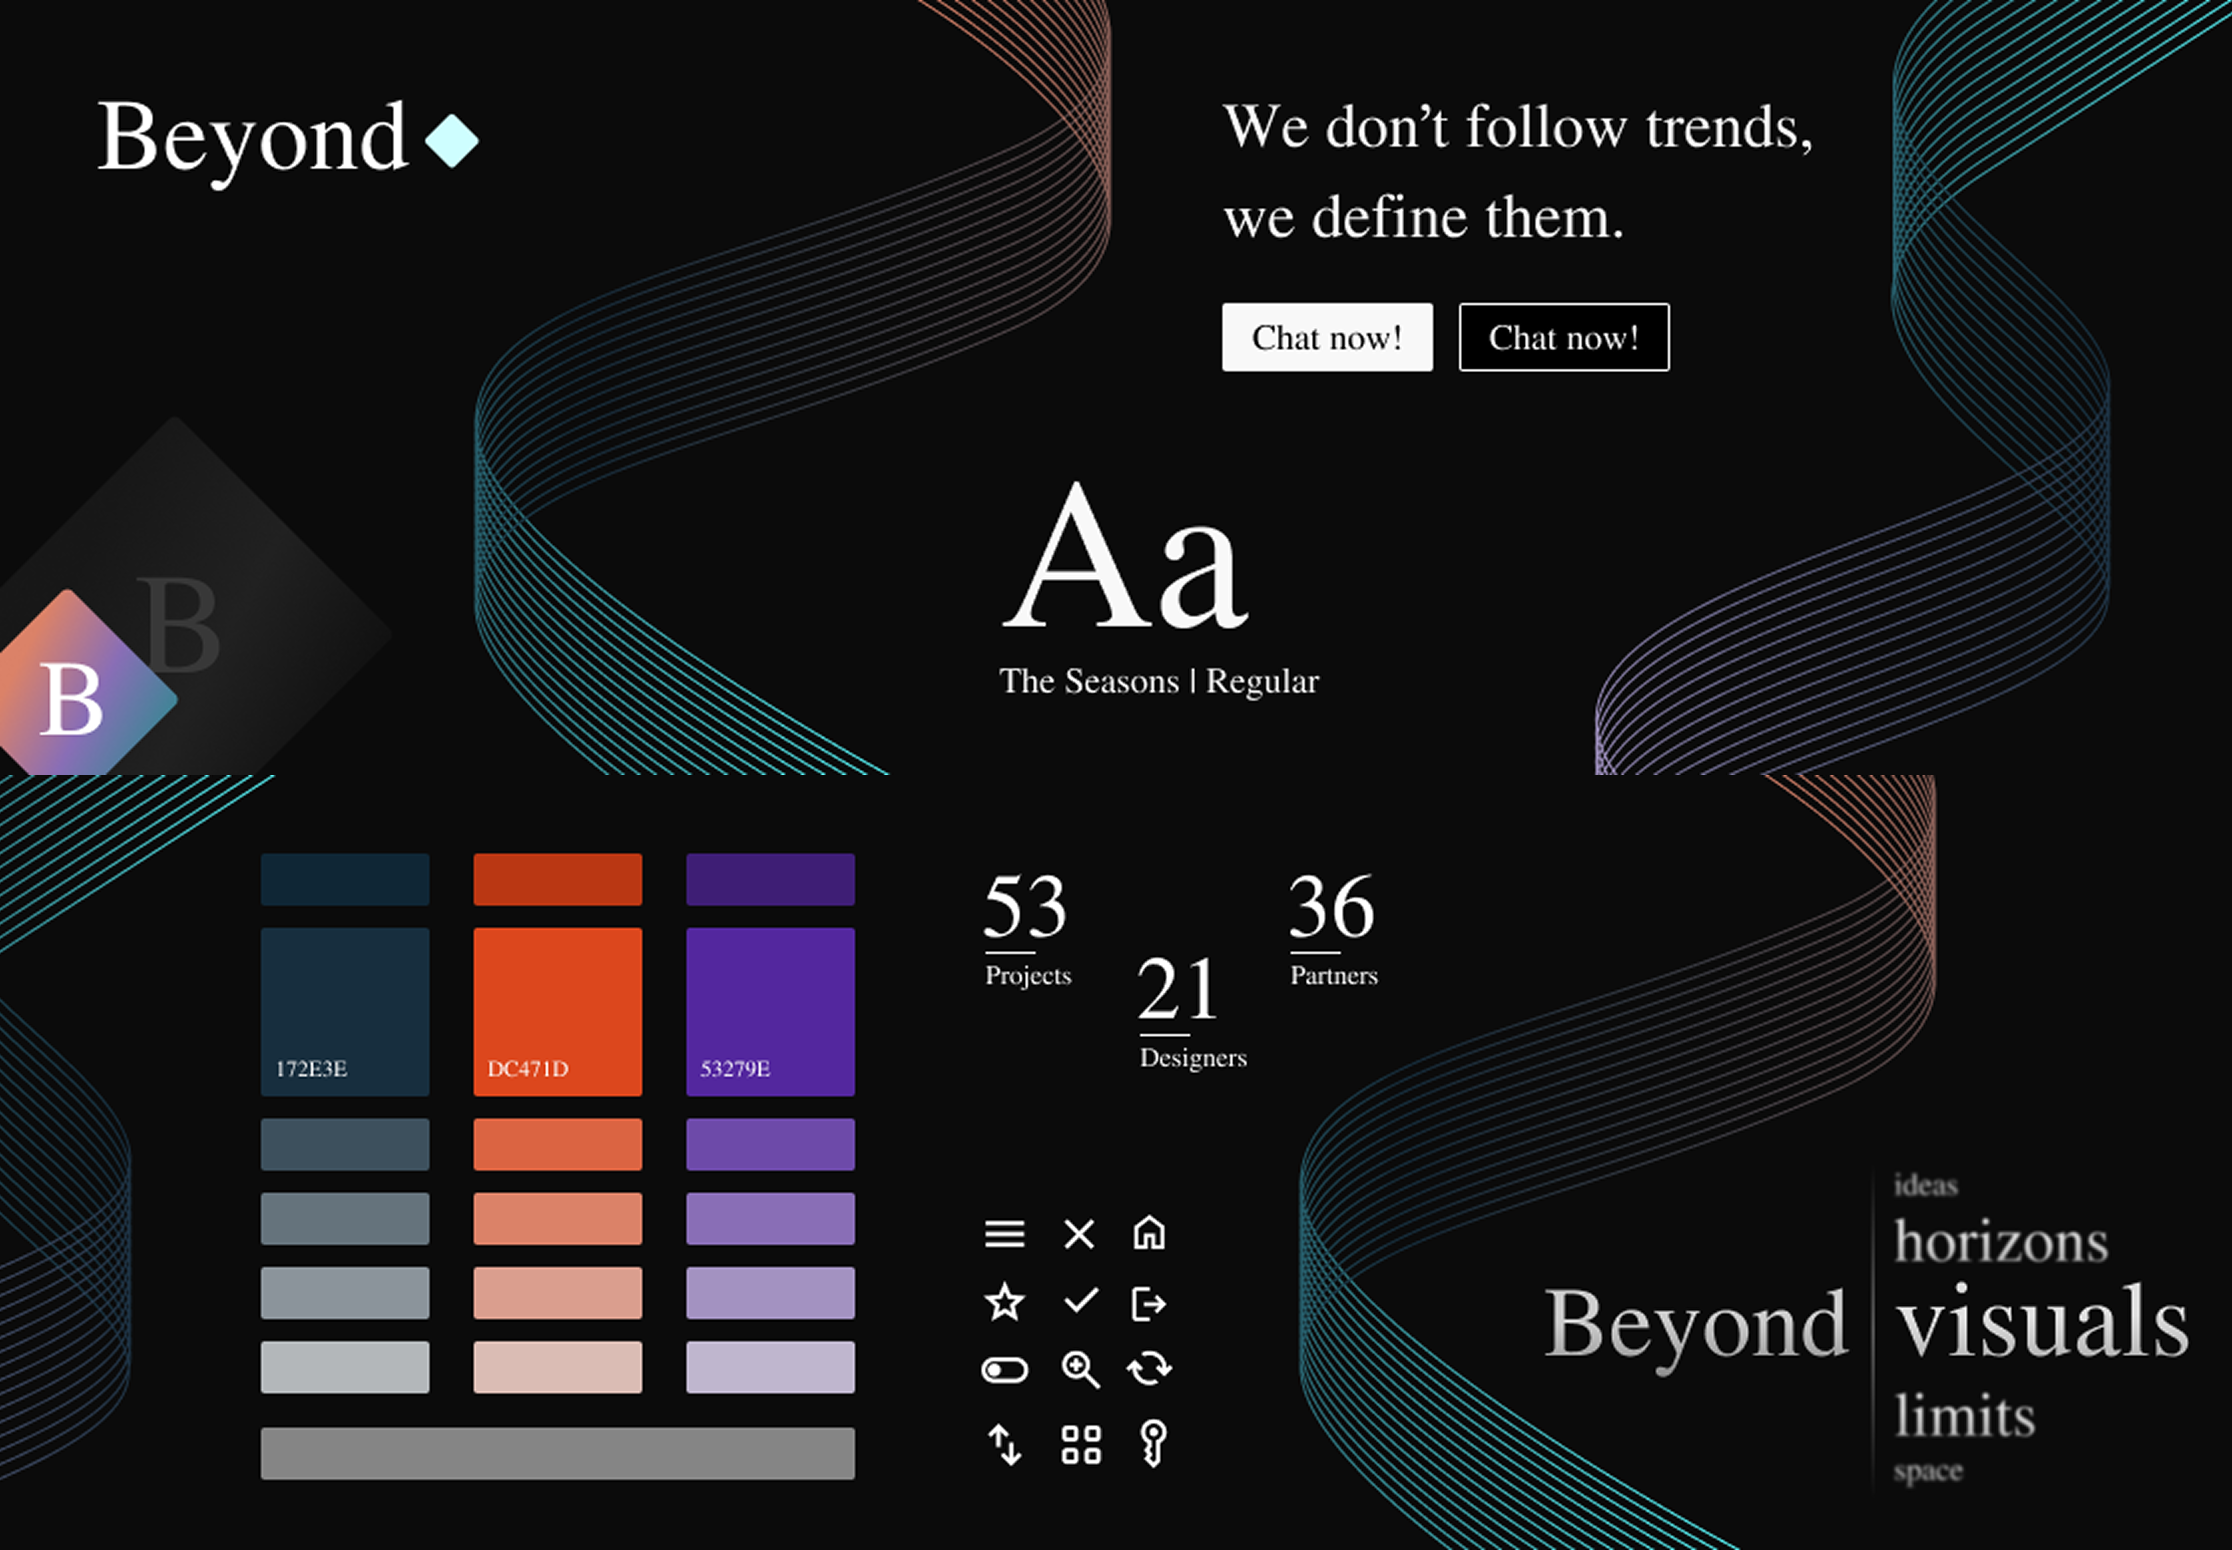 Beyond
We don’t follow trends,
we define them.
Chat now!
Chat now!
B
B
Aa
The Seasons | Regular
172E3E
DC471D
53279E
53
Projects
21
Designers
36
Partners
ideas
horizons
Beyond
visuals
limits
space